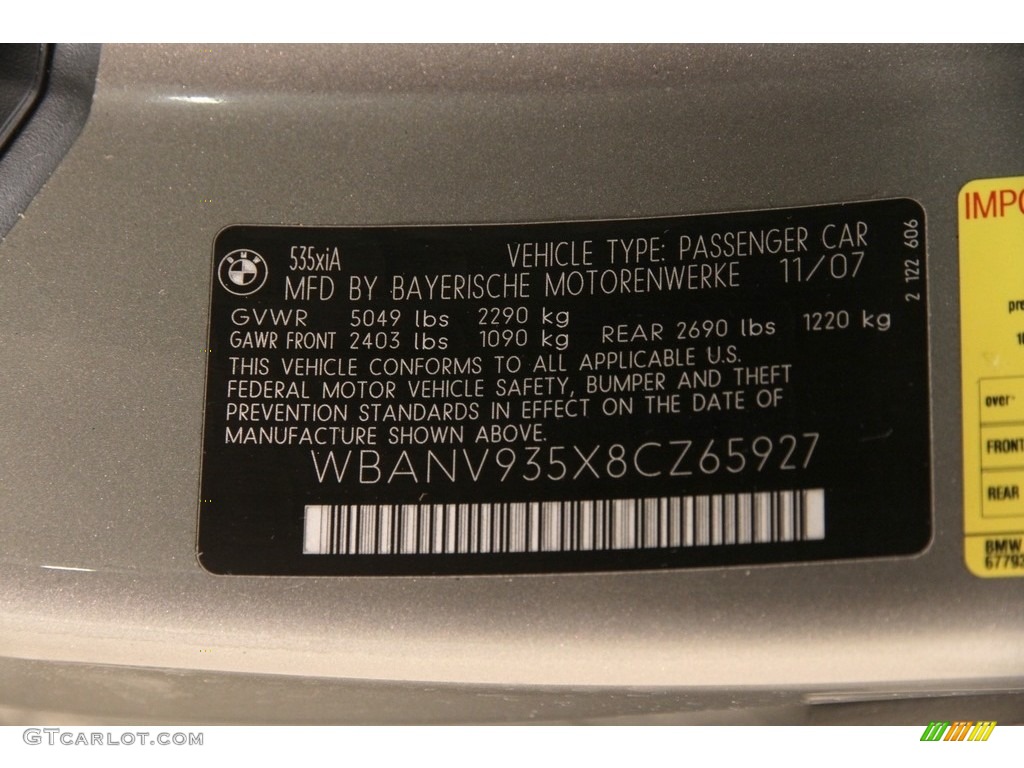 BMW
535xiA
VEHICLE TYPE: PASSENGER CAR
MFD BY BAYERISCHE MOTORENWERKE 11/07
2 122 606
GVWR 5049 lbs 2290 kg
GAWR FRONT 2403 lbs 1090 kg REAR 2690 lbs 1220 kg
THIS VEHICLE CONFORMS TO ALL APPLICABLE U.S.
FEDERAL MOTOR VEHICLE SAFETY, BUMPER AND THEFT
PREVENTION STANDARDS IN EFFECT ON THE DATE OF
MANUFACTURE SHOWN ABOVE.
WBANV935X8CZ65927
over
FRONT
REAR
BMW
GTCarlot.com